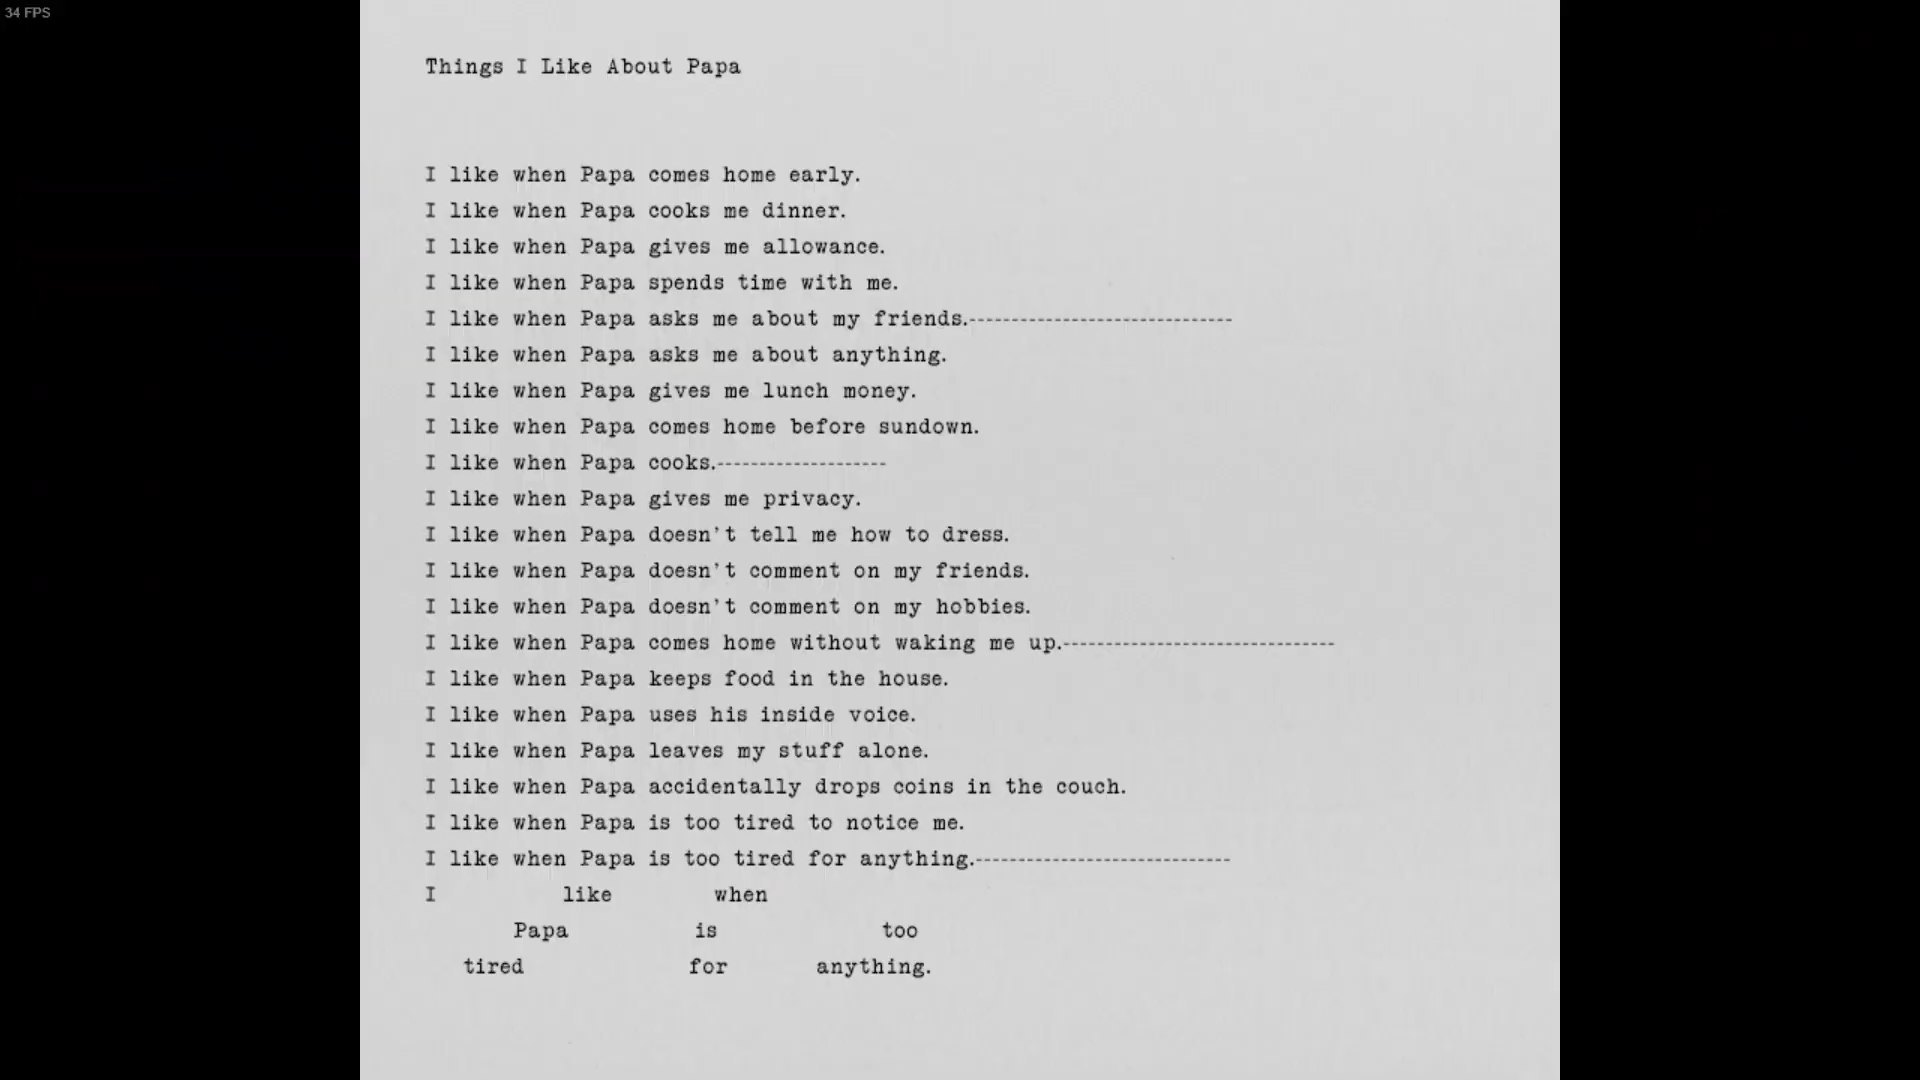 34 FPS
Things I Like About Papa
I like when Papa comes home early.
I like when Papa cooks me dinner.
I like when Papa gives me allowance.
I like when Papa spends time with me.
I like when Papa asks me about my friends.----------------------------
I like when Papa asks me about anything.
I like when Papa gives me lunch money.
I like when Papa comes home before sundown.
I like when Papa cooks.-------------------
I like when Papa gives me privacy.
I like when Papa doesn't tell me how to dress.
I like when Papa doesn't comment on my friends.
I like when Papa doesn't comment on my hobbies.
I like when Papa comes home without waking me up.-----------------------------
I like when Papa keeps food in the house.
I like when Papa uses his inside voice.
I like when Papa leaves my stuff alone.
I like when Papa accidentally drops coins in the couch.
I like when Papa is too tired to notice me.
I like when Papa is too tired for anything.---------------------------
I like when
Papa is too
tired for anything.